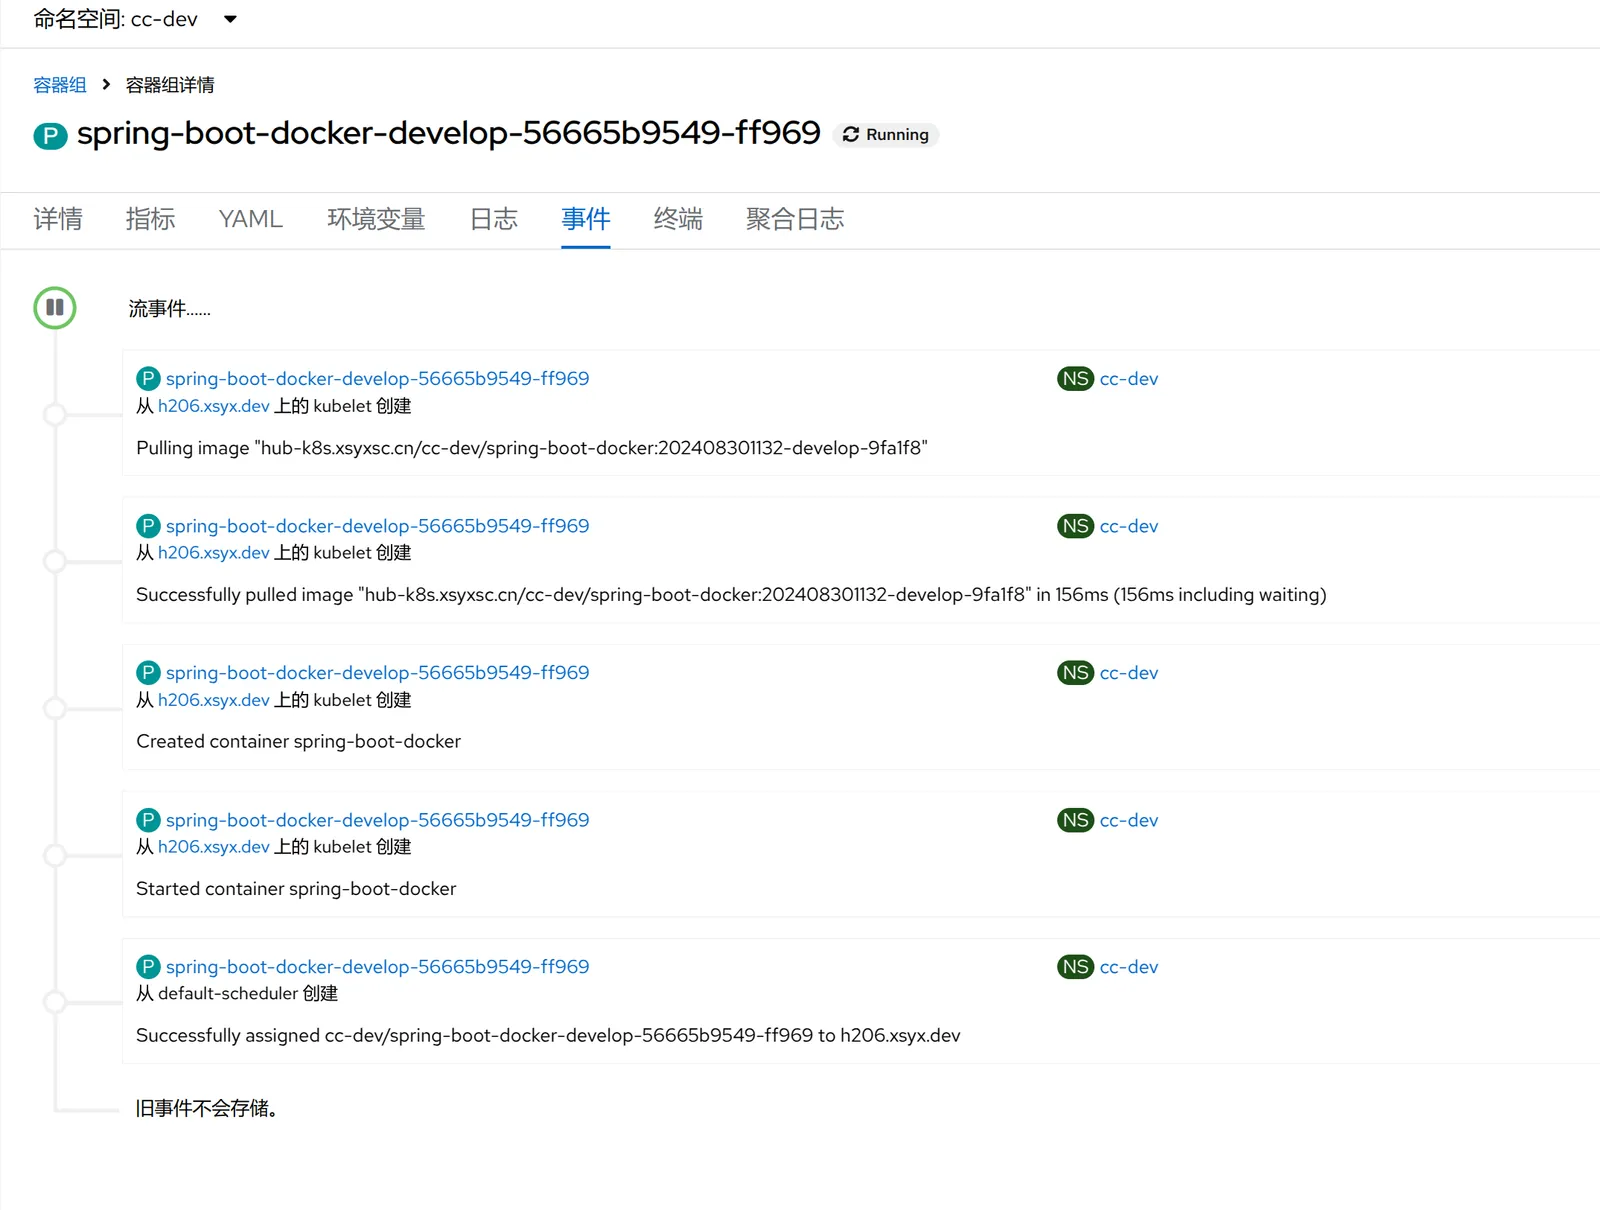 命名空间: cc-dev
容器组 > 容器组详情
P spring-boot-docker-develop-56665b9549-ff969 Running
详情 指标 YAML 环境变量 日志 事件 终端 聚合日志
流事件......
P spring-boot-docker-develop-56665b9549-ff969 NS cc-dev
从 h206.xsyx.dev 上的 kubelet 创建
Pulling image "hub-k8s.xsyxsc.cn/cc-dev/spring-boot-docker:202408301132-develop-9fa1f8"
P spring-boot-docker-develop-56665b9549-ff969 NS cc-dev
从 h206.xsyx.dev 上的 kubelet 创建
Successfully pulled image "hub-k8s.xsyxsc.cn/cc-dev/spring-boot-docker:202408301132-develop-9fa1f8" in 156ms (156ms including waiting)
P spring-boot-docker-develop-56665b9549-ff969 NS cc-dev
从 h206.xsyx.dev 上的 kubelet 创建
Created container spring-boot-docker
P spring-boot-docker-develop-56665b9549-ff969 NS cc-dev
从 h206.xsyx.dev 上的 kubelet 创建
Started container spring-boot-docker
P spring-boot-docker-develop-56665b9549-ff969 NS cc-dev
从 default-scheduler 创建
Successfully assigned cc-dev/spring-boot-docker-develop-56665b9549-ff969 to h206.xsyx.dev
旧事件不会存储。